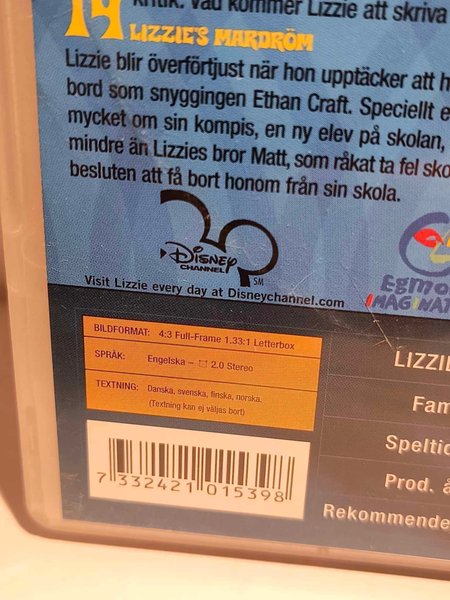 14 Kritik. Vad kommer Lizzie att skriva
LIZZIE'S MARDRÖM
Lizzie blir överförtjust när hon upptäcker att h
bord som snyggingen Ethan Craft. Speciellt e
mycket om sin kompis, en ny elev på skolan,
mindre än Lizzies bror Matt, som råkat ta fel sko
besluten att få bort honom från sin skola.
DISNEY
CHANNEL
SM
Visit Lizzie every day at Disneychannel.com
Egmo
IMAGINAT
BILDFORMAT: 4:3 Full-Frame 1.33:1 Letterbox
SPRÅK: Engelska – 2.0 Stereo
TEXTNING: Danska, svenska, finska, norska.
(Textning kan ej väljas bort)
7 332421 015398
LIZZI
Fam
Speltid
Prod. å
Rekommende